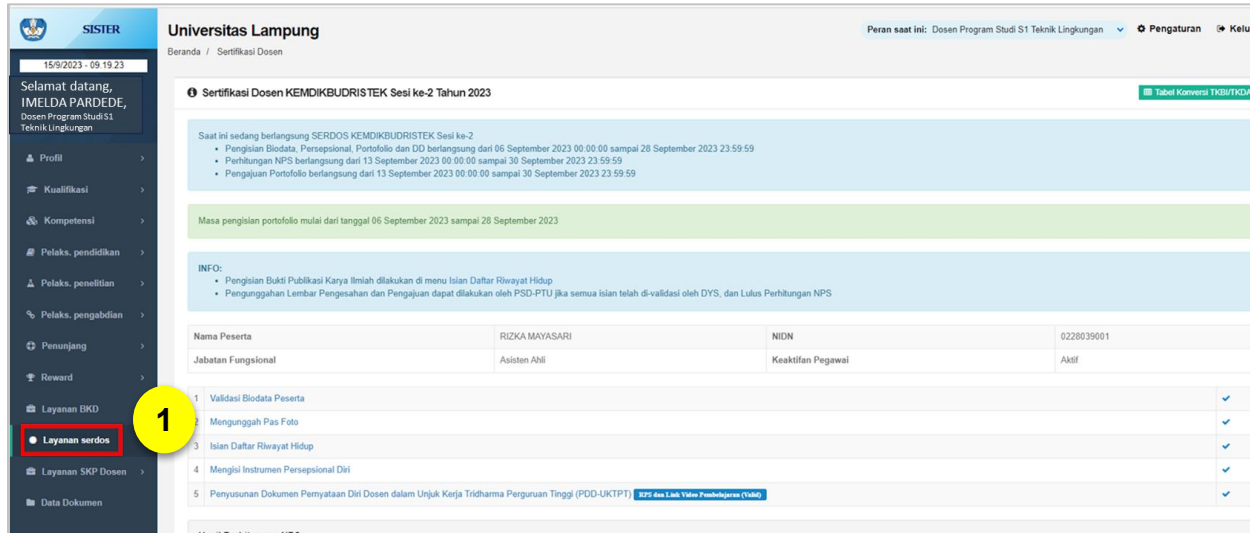 SISTER
15/9/2023 - 09.19.23
Selamat datang,
IMELDA PARDEDE,
Dosen Program Studi S1
Teknik Lingkungan
Profil
Kualifikasi
Kompetensi
Pelaks. pendidikan
Pelaks. penelitian
Pelaks. pengabdian
Penunjang
Reward
Layanan BKD
Layanan serdos
1
Layanan SKP Dosen
Data Dokumen
Universitas Lampung
Peran saat ini: Dosen Program Studi S1 Teknik Lingkungan
Pengaturan
Kelu
Beranda / Sertifikasi Dosen
Sertifikasi Dosen KEMDIKBUDRISTEK Sesi ke-2 Tahun 2023
Tabel Konversi TKBI/TKDA
Saat ini sedang berlangsung SERDOS KEMDIKBUDRISTEK Sesi ke-2
• Pengisian Biodata, Persepsional, Portofolio dan DD berlangsung dari 06 September 2023 00:00:00 sampai 28 September 2023 23:59:59
• Perhitungan NPS berlangsung dari 13 September 2023 00:00:00 sampai 30 September 2023 23:59:59
• Pengajuan Portofolio berlangsung dari 13 September 2023 00:00:00 sampai 30 September 2023 23:59:59
Masa pengisian portofolio mulai dari tanggal 06 September 2023 sampai 28 September 2023
INFO:
• Pengisian Bukti Publikasi Karya Ilmiah dilakukan di menu Isian Daftar Riwayat Hidup
• Pengunggahan Lembar Pengesahan dan Pengajuan dapat dilakukan oleh PSD-PTU jika semua isian telah di-validasi oleh DYS, dan Lulus Perhitungan NPS
Nama Peserta RIZKA MAYASARI NIDN 0228039001
Jabatan Fungsional Asisten Ahli Keaktifan Pegawai Aktif
1 Validasi Biodata Peserta
2 Mengunggah Pas Foto
3 Isian Daftar Riwayat Hidup
4 Mengisi Instrumen Persepsional Diri
5 Penyusunan Dokumen Pernyataan Diri Dosen dalam Unjuk Kerja Tridharma Perguruan Tinggi (PDD-UKTPT) RPS dan Link Video Pembelajaran (Valid)